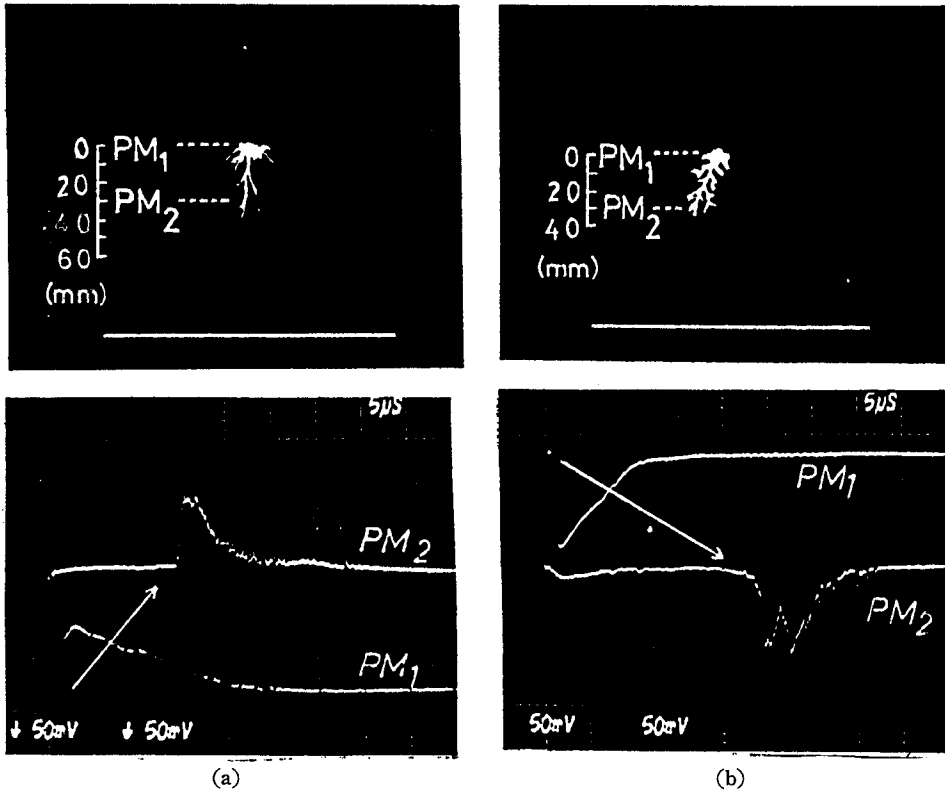 0 PM₁
20
PM₂
40
60
(mm)
0 PM₁
20
PM₂
40
(mm)
5μS
PM₂
PM₁
↓ 50mV ↓ 50mV
(a)
5μS
PM₁
PM₂
50mV 50mV
(b)